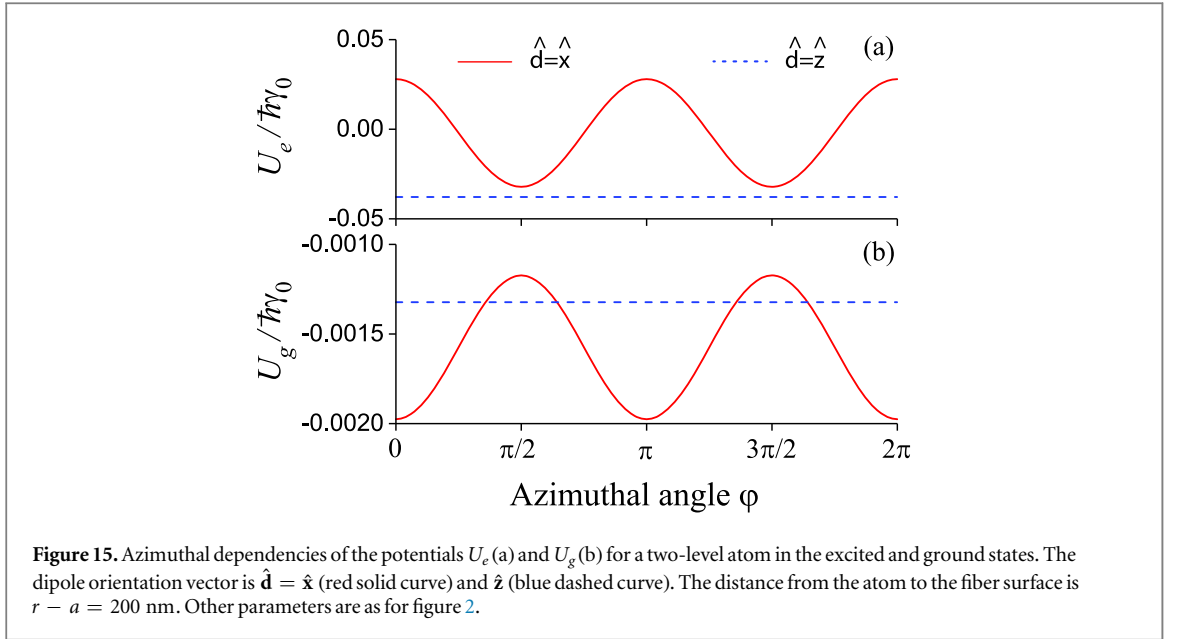 0.05
d̂=x̂
d̂=ẑ
(a)
U_e/ħγ_0
0.00
-0.05
-0.0010
(b)
U_g/ħγ_0
-0.0015
-0.0020
0 π/2 π 3π/2 2π
Azimuthal angle φ
Figure 15. Azimuthal dependencies of the potentials U_e (a) and U_g (b) for a two-level atom in the excited and ground states. The
dipole orientation vector is d̂ = x̂ (red solid curve) and ẑ (blue dashed curve). The distance from the atom to the fiber surface is
r − a = 200 nm. Other parameters are as for figure 2.